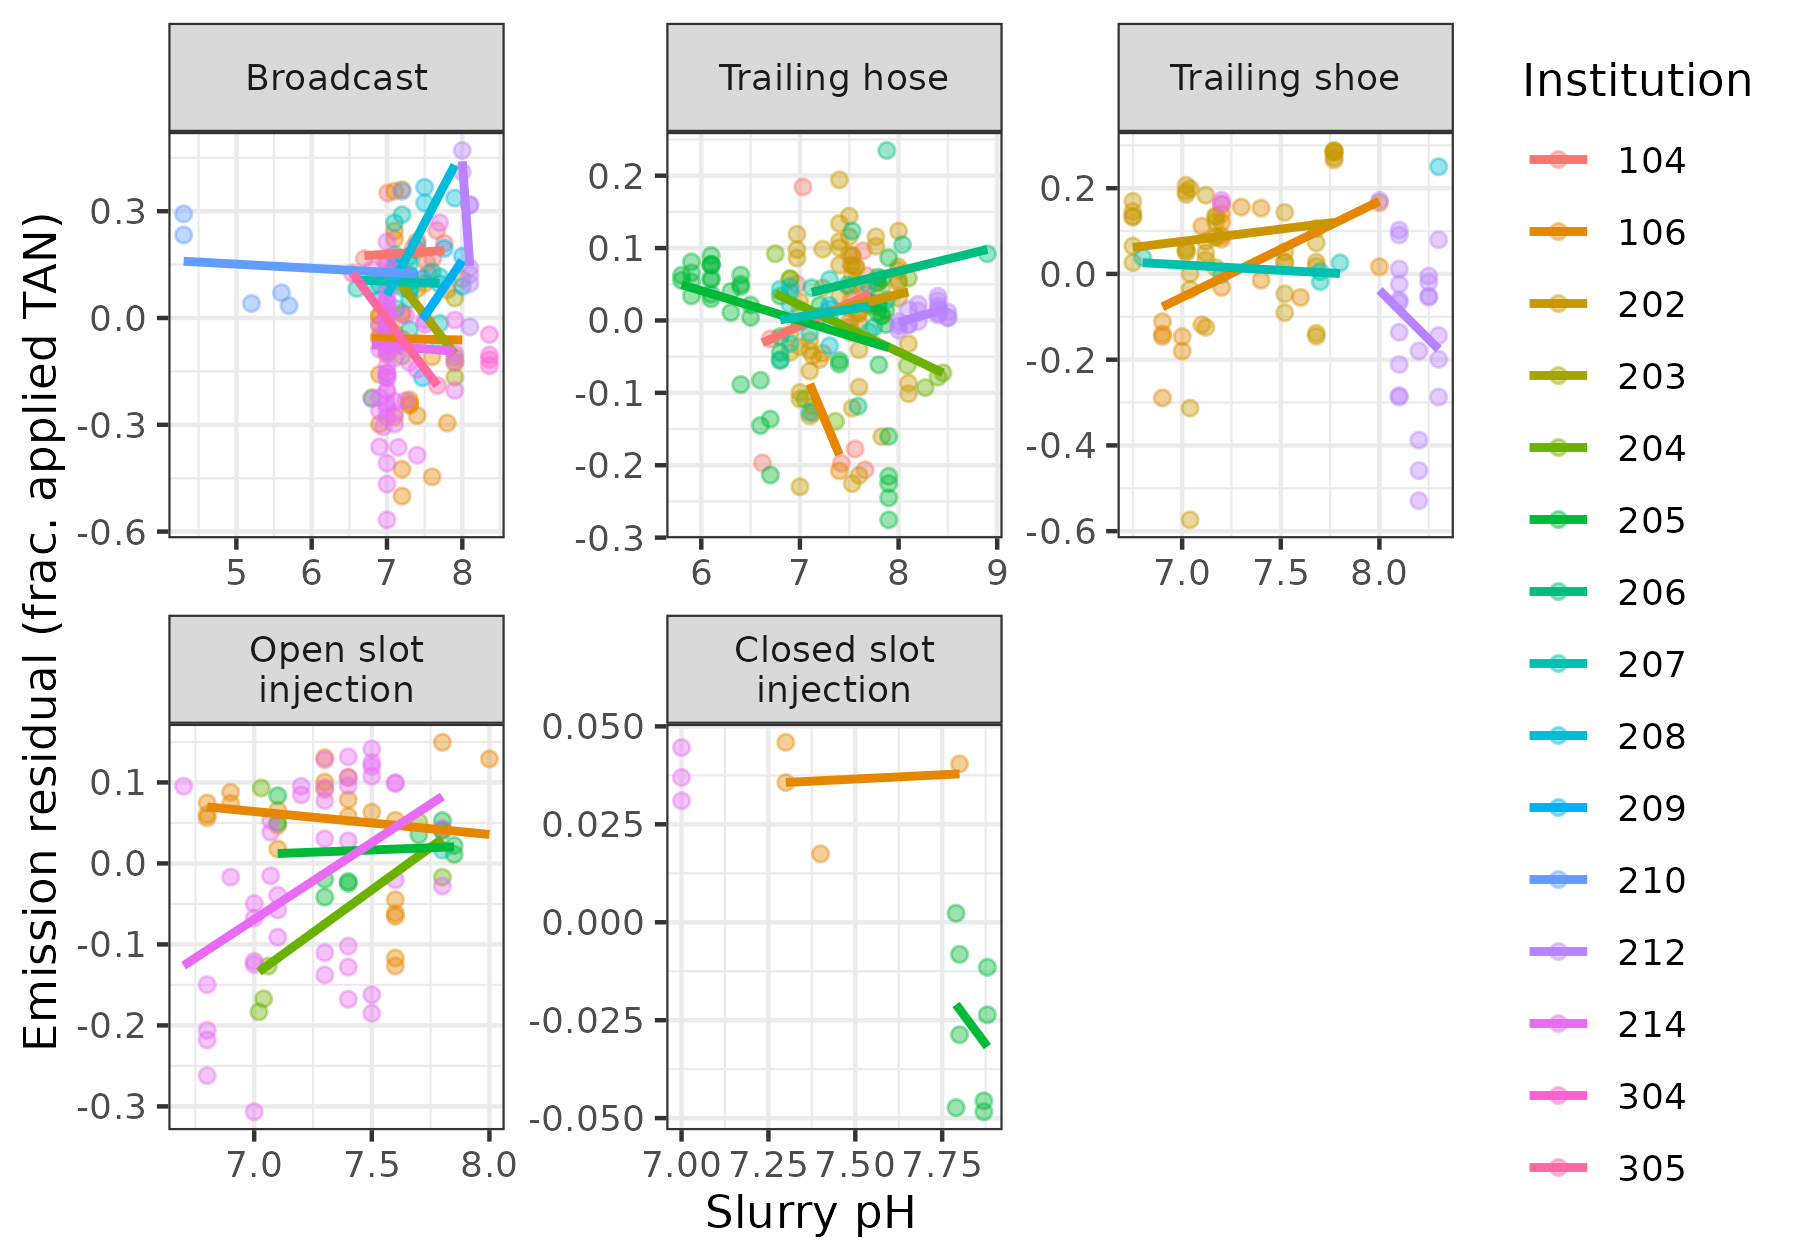 Broadcast
Trailing hose
Trailing shoe
Institution
104
106
202
203
204
205
206
207
208
209
210
212
214
304
305
Emission residual (frac. applied TAN)
0.3
0.0
-0.3
-0.6
5 6 7 8
0.2
0.1
0.0
-0.1
-0.2
-0.3
6 7 8 9
0.2
0.0
-0.2
-0.4
-0.6
7.0 7.5 8.0
Open slot
injection
0.1
0.0
-0.1
-0.2
-0.3
7.0 7.5 8.0
Closed slot
injection
0.050
0.025
0.000
-0.025
-0.050
7.00 7.25 7.50 7.75
Slurry pH